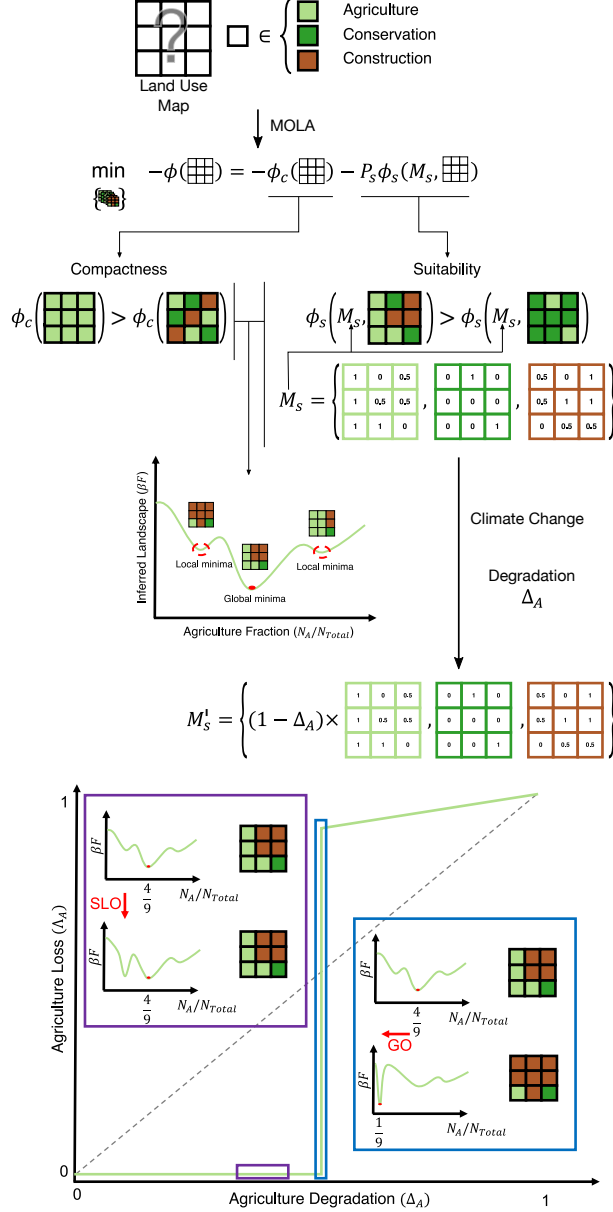 ?
Land Use
Map
∈ {
Agriculture
Conservation
Construction
MOLA
min −ϕ( ) = −ϕc( ) − Psϕs(Ms, )
{ }
Compactness
Suitability
ϕc( ) > ϕc( )
ϕs(Ms, ) > ϕs(Ms, )
Ms = { , , }
1 0 0.5
1 0.5 0.5
1 1 0
0 1 0
0 0 0
0 0 1
0.5 0 1
0.5 1 1
0 0.5 0.5
Inferred Landscape (βF)
Local minima
Global minima
Local minima
Agriculture Fraction (NA/NTotal)
Climate Change
Degradation
ΔA
Ms' = {(1 − ΔA)× , , }
1 0 0.5
1 0.5 0.5
1 1 0
0 1 0
0 0 0
0 0 1
0.5 0 1
0.5 1 1
0 0.5 0.5
Agriculture Loss (ΛA)
1
0
βF
4/9
NA/NTotal
SLO
βF
4/9
NA/NTotal
βF
4/9
NA/NTotal
GO
βF
1/9
NA/NTotal
0
Agriculture Degradation (ΔA)
1